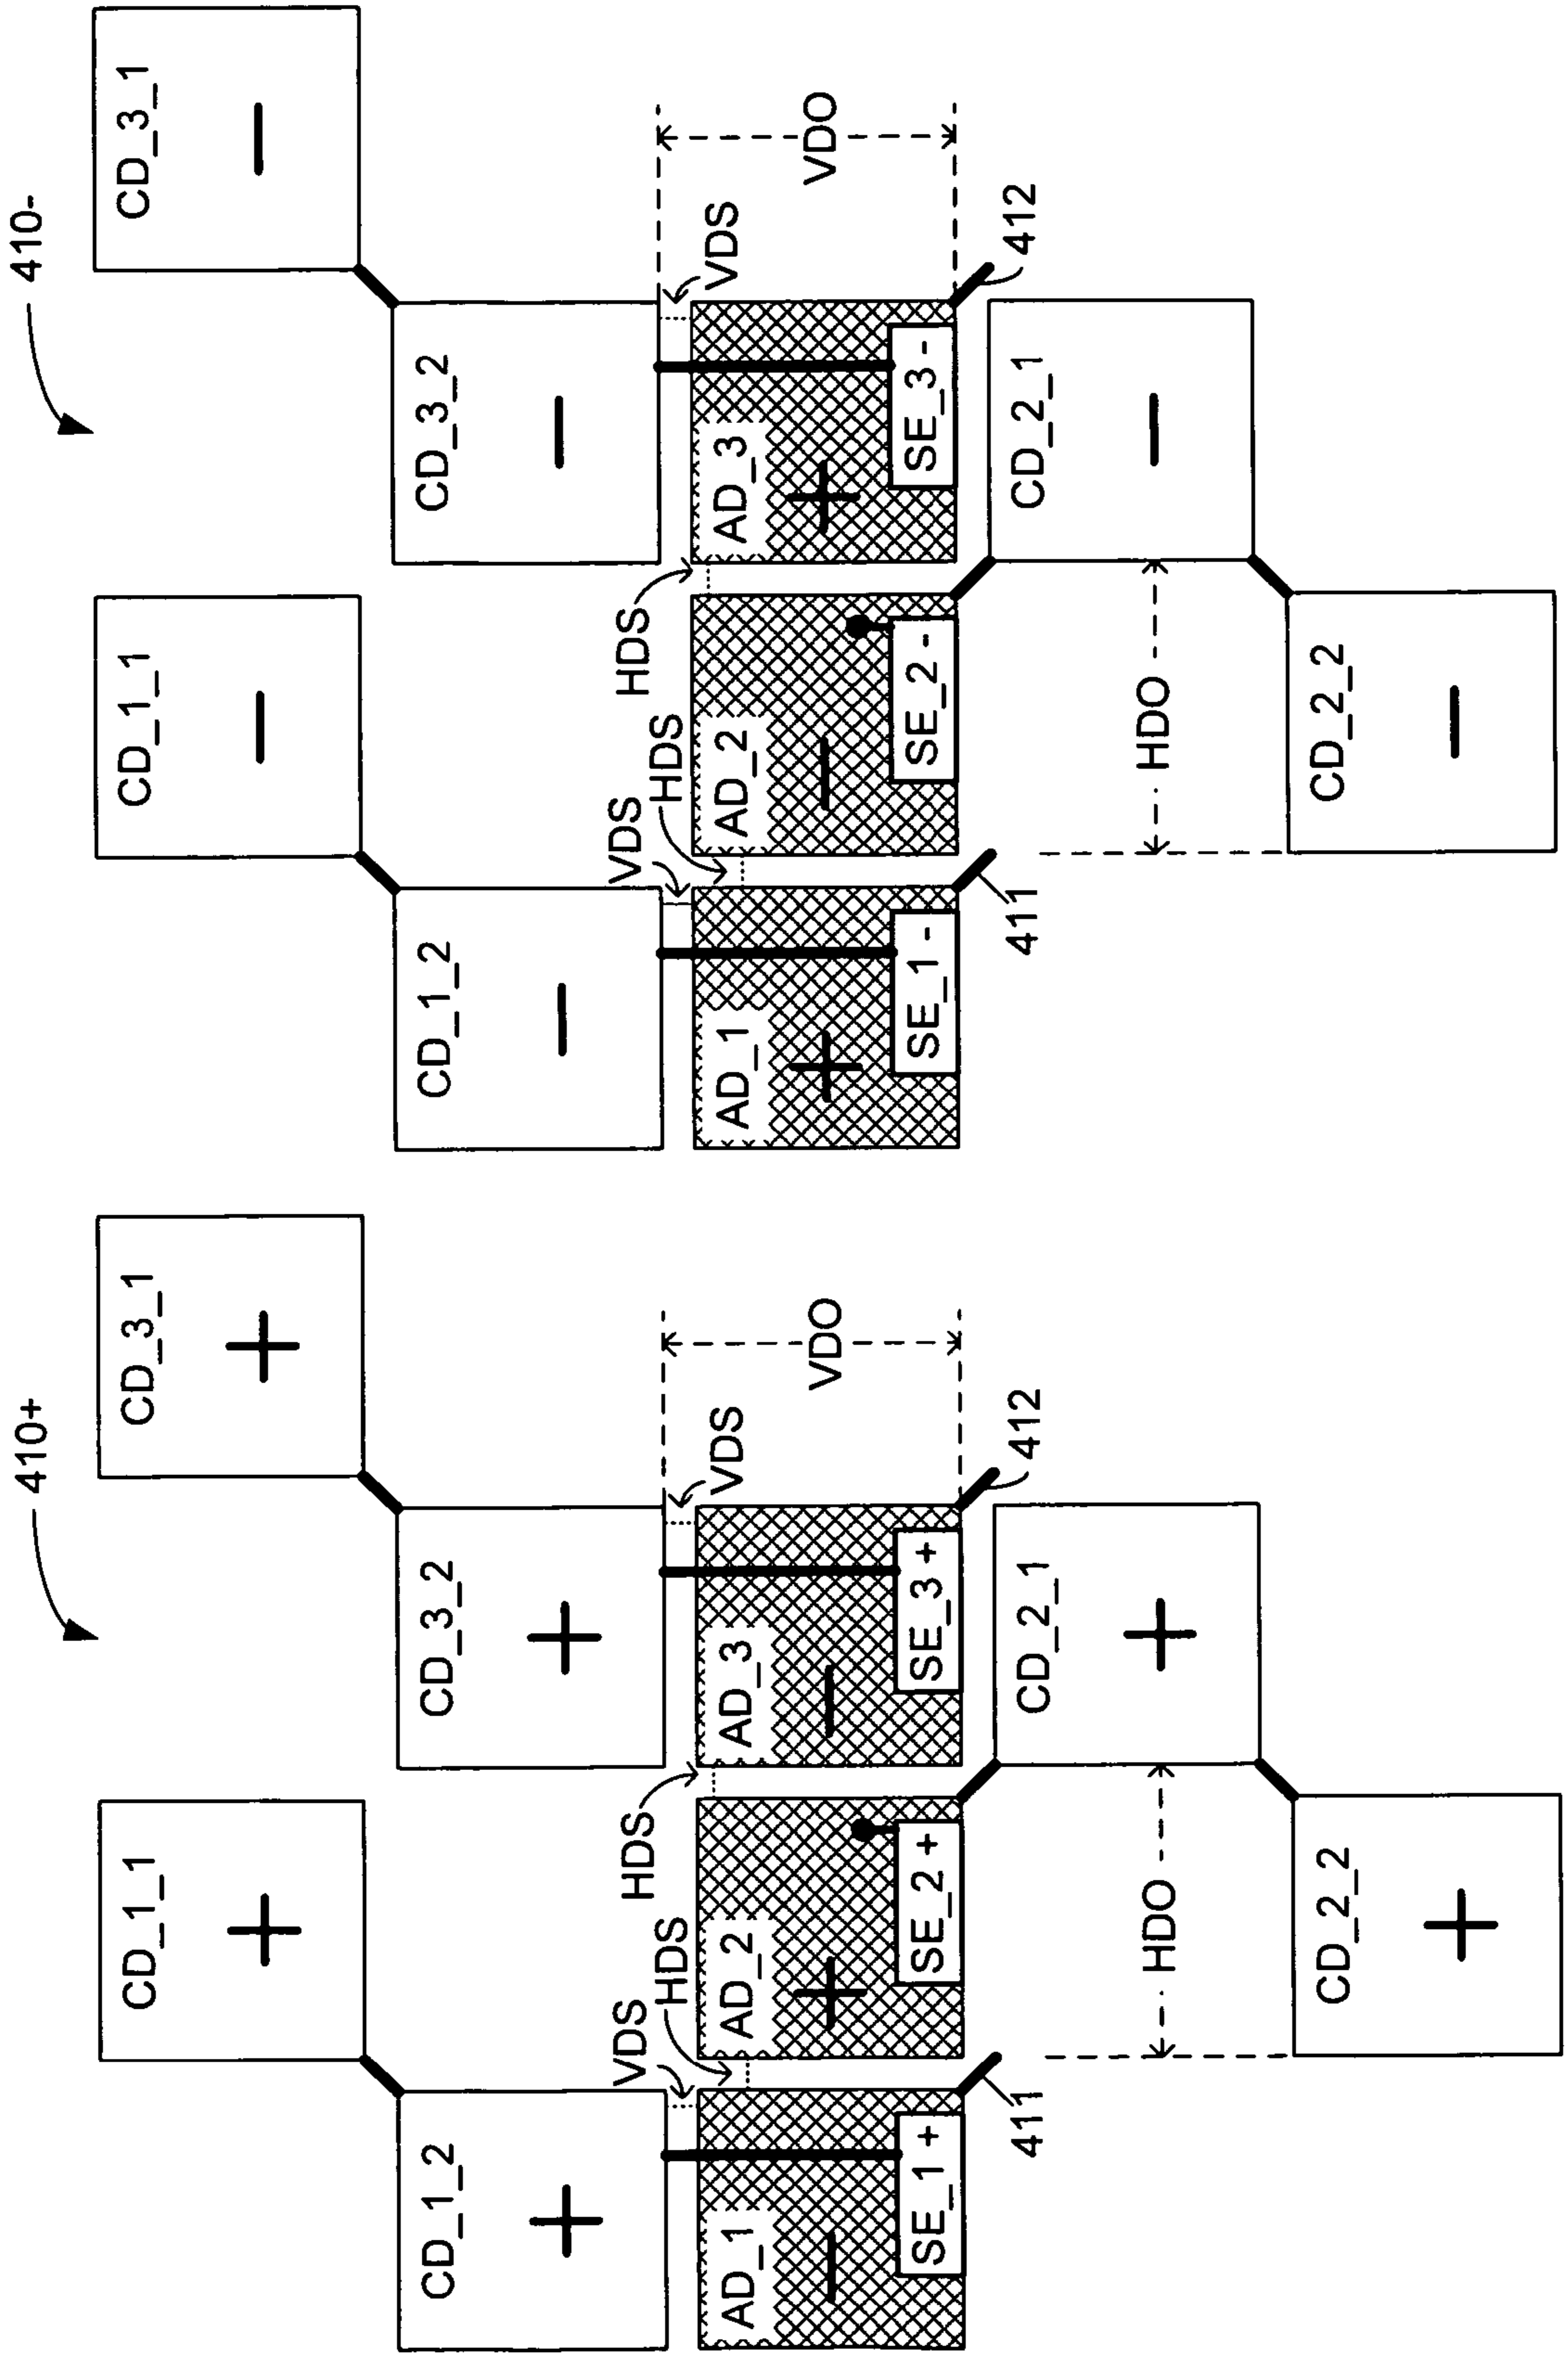 410+
CD_1_1
+
CD_3_1
+
CD_1_2
+
CD_3_2
+
VDS
HDS
HDS
VDS
AD_1
−
SE_1 +
AD_2
+
SE_2 +
AD_3
−
SE_3 +
VDO
411
412
CD_2_1
+
HDO
CD_2_2
+
410-
CD_1_1
−
CD_3_1
−
CD_1_2
−
CD_3_2
−
VDS
HDS
HDS
VDS
AD_1
+
SE_1 -
AD_2
−
SE_2 -
AD_3
+
SE_3 -
VDO
411
412
CD_2_1
−
HDO
CD_2_2
−